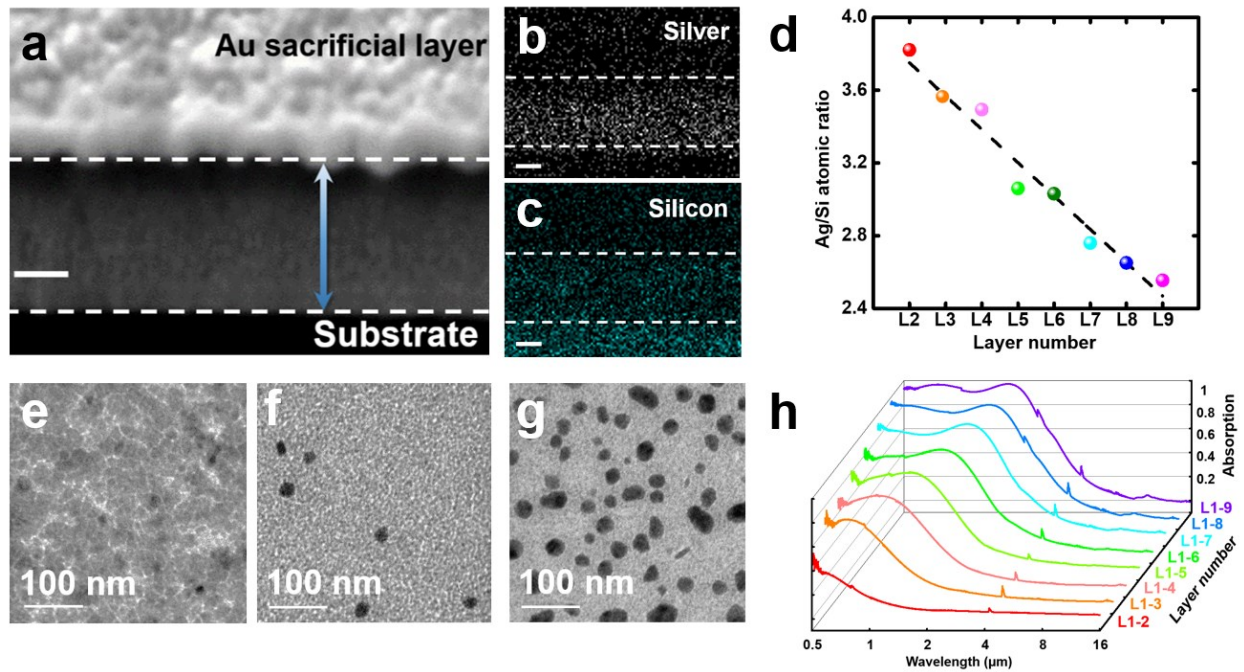 a
Au sacrificial layer
Substrate
b
Silver
c
Silicon
d
4.0
3.6
3.2
2.8
2.4
Ag/Si atomic ratio
L2 L3 L4 L5 L6 L7 L8 L9
Layer number
e
100 nm
f
100 nm
g
100 nm
h
1
0.8
0.6
0.4
0.2
Absorption
L1-9
L1-8
L1-7
L1-6
L1-5
L1-4
L1-3
L1-2
Layer number
0.5 1 2 4 8 16
Wavelength (μm)